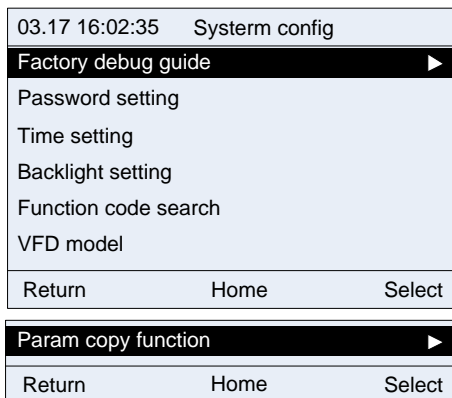 03.17 16:02:35 Systerm config
Factory debug guide ▶
Password setting
Time setting
Backlight setting
Function code search
VFD model
Return Home Select
Param copy function ▶
Return Home Select